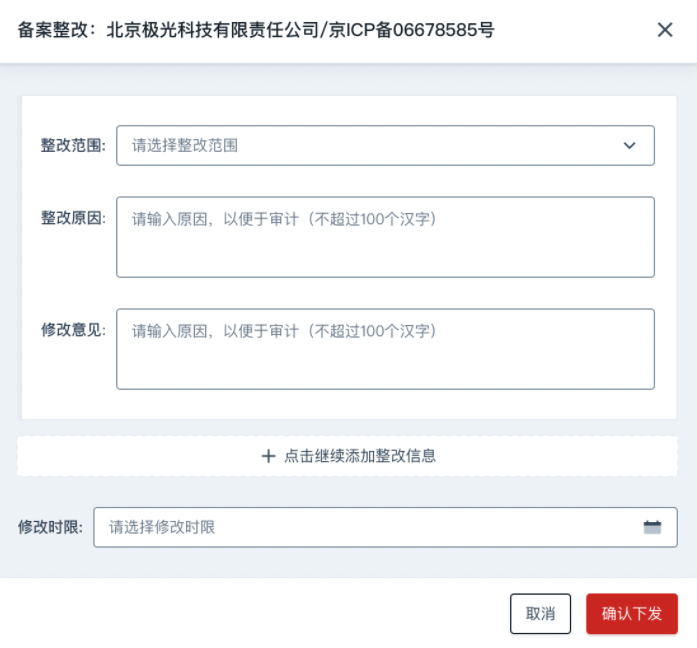 备案整改：北京极光科技有限责任公司/京ICP备06678585号
整改范围: 请选择整改范围
整改原因: 请输入原因，以便于审计（不超过100个汉字）
修改意见: 请输入原因，以便于审计（不超过100个汉字）
+ 点击继续添加整改信息
修改时限: 请选择修改时限
取消 确认下发